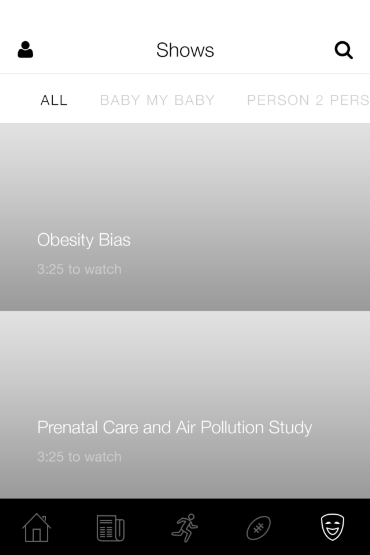 Shows
ALL BABY MY BABY PERSON 2 PERS
Obesity Bias
3:25 to watch
Prenatal Care and Air Pollution Study
3:25 to watch